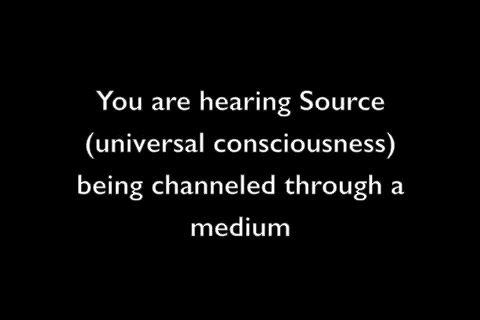 You are hearing Source
(universal consciousness)
being channeled through a
medium